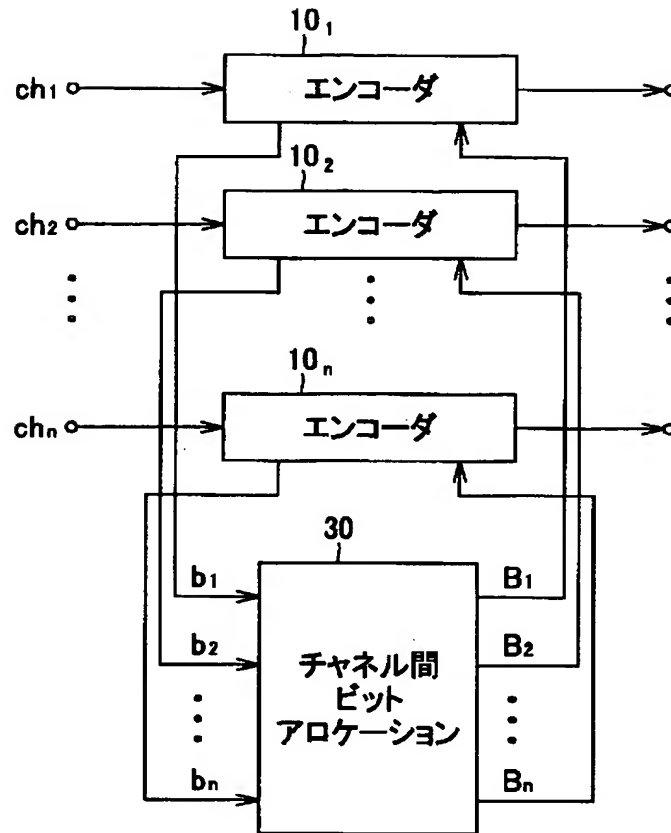 10₁
ch₁ エンコーダ
10₂
ch₂ エンコーダ
10ₙ
chₙ エンコーダ
30
b₁ B₁
b₂ B₂
チャネル間
ビット
アロケーション
bₙ Bₙ